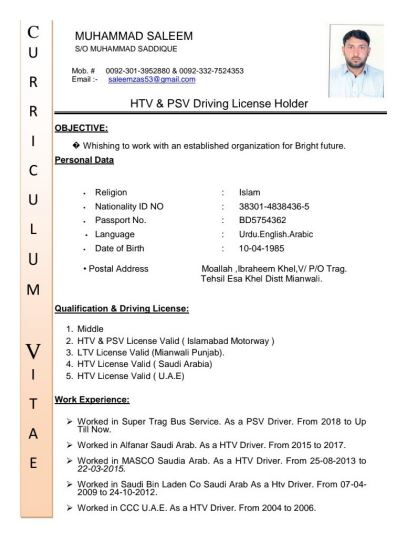 CURRICULUM VITAE
MUHAMMAD SALEEM
S/O MUHAMMAD SADDIQUE
Mob. # 0092-301-3952880 & 0092-332-7524353
Email :- saleemzas53@gmail.com
HTV & PSV Driving License Holder
OBJECTIVE:
� Whishing to work with an established organization for Bright future.
Personal Data
• Religion : Islam
• Nationality ID NO : 38301-4838436-5
• Passport No. : BD5754362
• Language : Urdu.English.Arabic
• Date of Birth : 10-04-1985
• Postal Address Moallah ,Ibraheem Khel,V/ P/O Trag.
Tehsil Esa Khel Distt Mianwali.
Qualification & Driving License:
1. Middle
2. HTV & PSV License Valid ( Islamabad Motorway )
3. LTV License Valid (Mianwali Punjab).
4. HTV License Valid ( Saudi Arabia)
5. HTV License Valid ( U.A.E)
Work Experience:
➢ Worked in Super Trag Bus Service. As a PSV Driver. From 2018 to Up
Till Now.
➢ Worked in Alfanar Saudi Arab. As a HTV Driver. From 2015 to 2017.
➢ Worked in MASCO Saudia Arab. As a HTV Driver. From 25-08-2013 to
22-03-2015.
➢ Worked in Saudi Bin Laden Co Saudi Arab As a Htv Driver. From 07-04-
2009 to 24-10-2012.
➢ Worked in CCC U.A.E. As a HTV Driver. From 2004 to 2006.